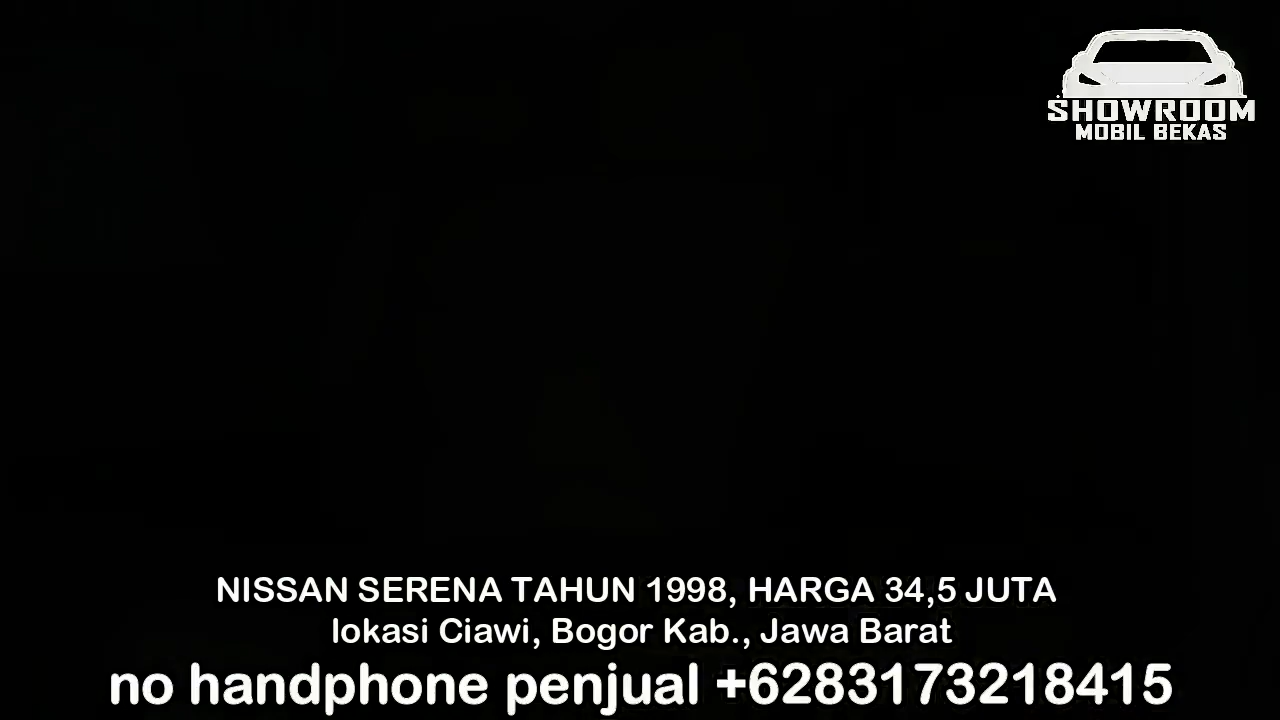 SHOWROOM
MOBIL BEKAS
NISSAN SERENA TAHUN 1998, HARGA 34,5 JUTA
lokasi Ciawi, Bogor Kab., Jawa Barat
no handphone penjual +6283173218415